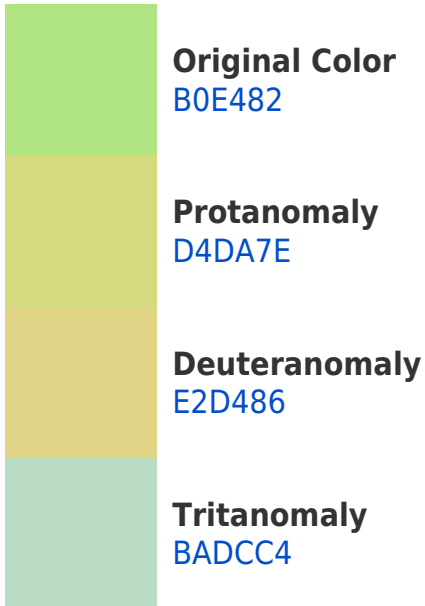 Original Color
B0E482
Protanomaly
D4DA7E
Deuteranomaly
E2D486
Tritanomaly
BADCC4